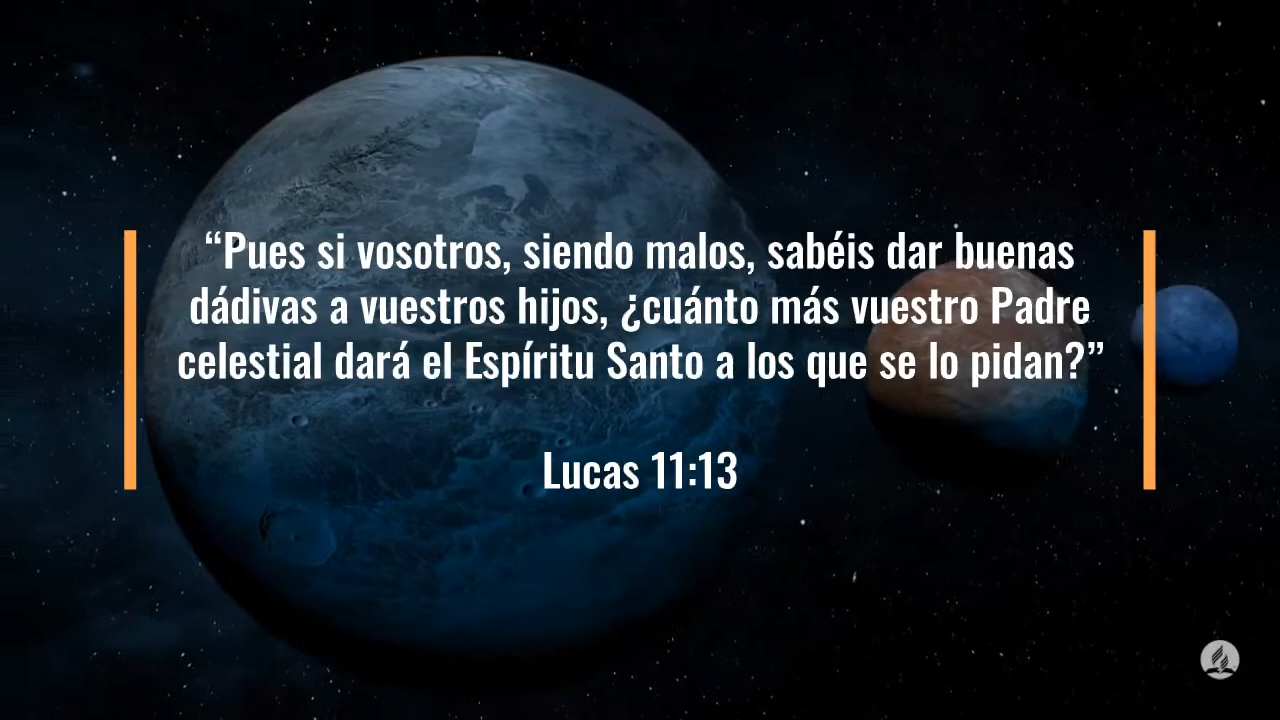 “Pues si vosotros, siendo malos, sabéis dar buenas
dádivas a vuestros hijos, ¿cuánto más vuestro Padre
celestial dará el Espíritu Santo a los que se lo pidan?”
Lucas 11:13